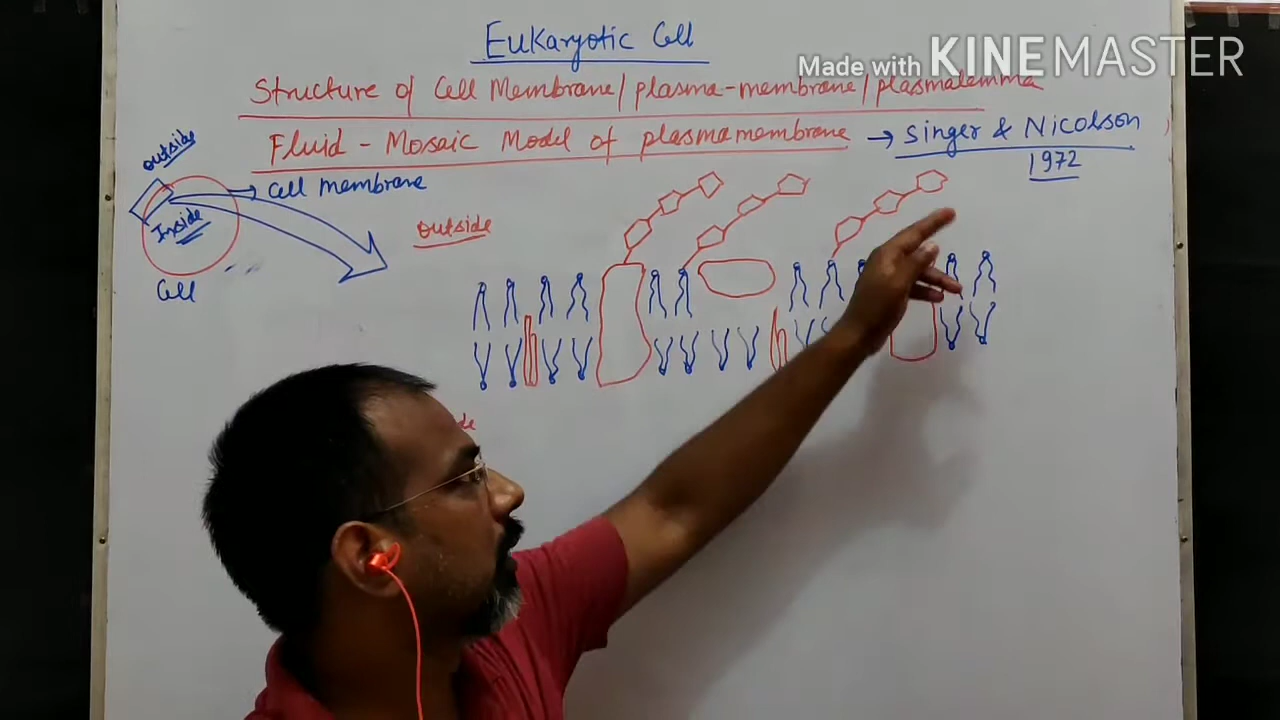 Eukaryotic Cell
Made with KINEMASTER
Structure of Cell Membrane/plasma-membrane/plasmalemma
Fluid - Mosaic Model of plasmamembrane → Singer & Nicolson
1972
outside
Cell membrane
Inside
outside
Cell